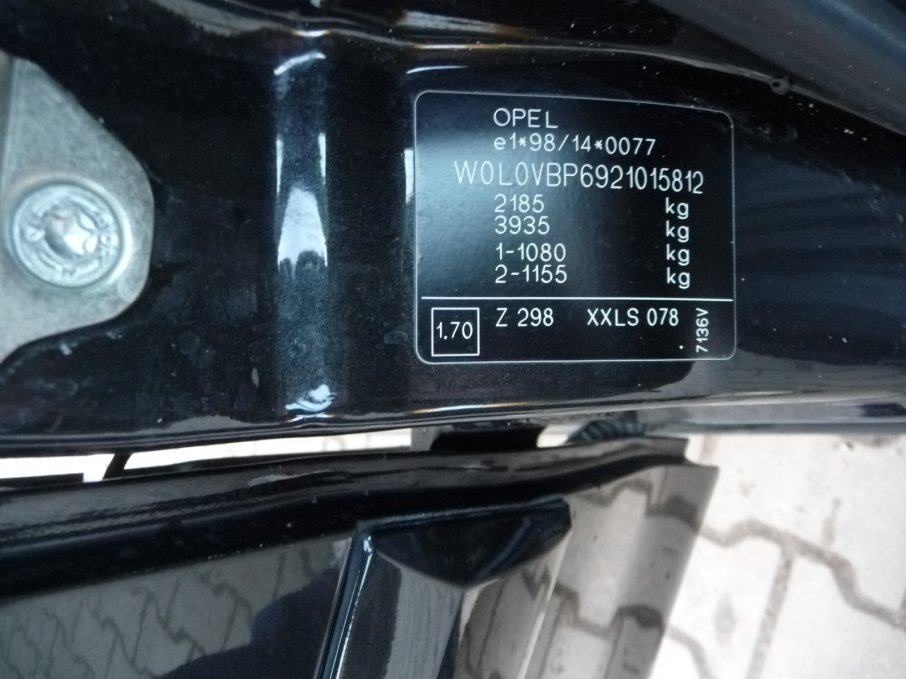 OPEL
e1*98/14*0077
W0L0VBP6921015812
2185 kg
3935 kg
1-1080 kg
2-1155 kg
1.70 Z 298 XXLS 078
7136V